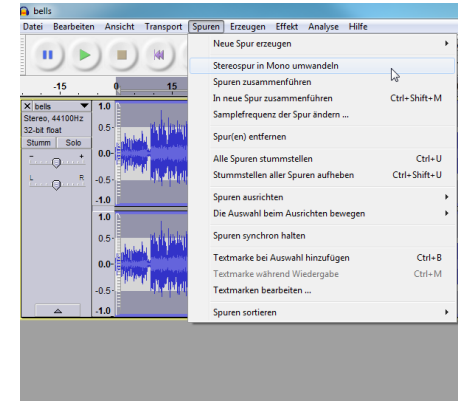 bells
Datei Bearbeiten Ansicht Transport Spuren Erzeugen Effekt Analyse Hilfe
Neue Spur erzeugen
Stereospur in Mono umwandeln
Spuren zusammenführen
In neue Spur zusammenführen Ctrl+Shift+M
Samplefrequenz der Spur ändern ...
Spur(en) entfernen
Alle Spuren stummstellen Ctrl+U
Stummstellen aller Spuren aufheben Ctrl+Shift+U
Spuren ausrichten
Die Auswahl beim Ausrichten bewegen
Spuren synchron halten
Textmarke bei Auswahl hinzufügen Ctrl+B
Textmarke während Wiedergabe Ctrl+M
Textmarken bearbeiten ...
Spuren sortieren
-15 0 15
X bells
Stereo, 44100Hz
32-bit float
Stumm Solo
- +
L R
1.0
0.5
0.0
-0.5
-1.0
1.0
0.5
0.0
-0.5
-1.0